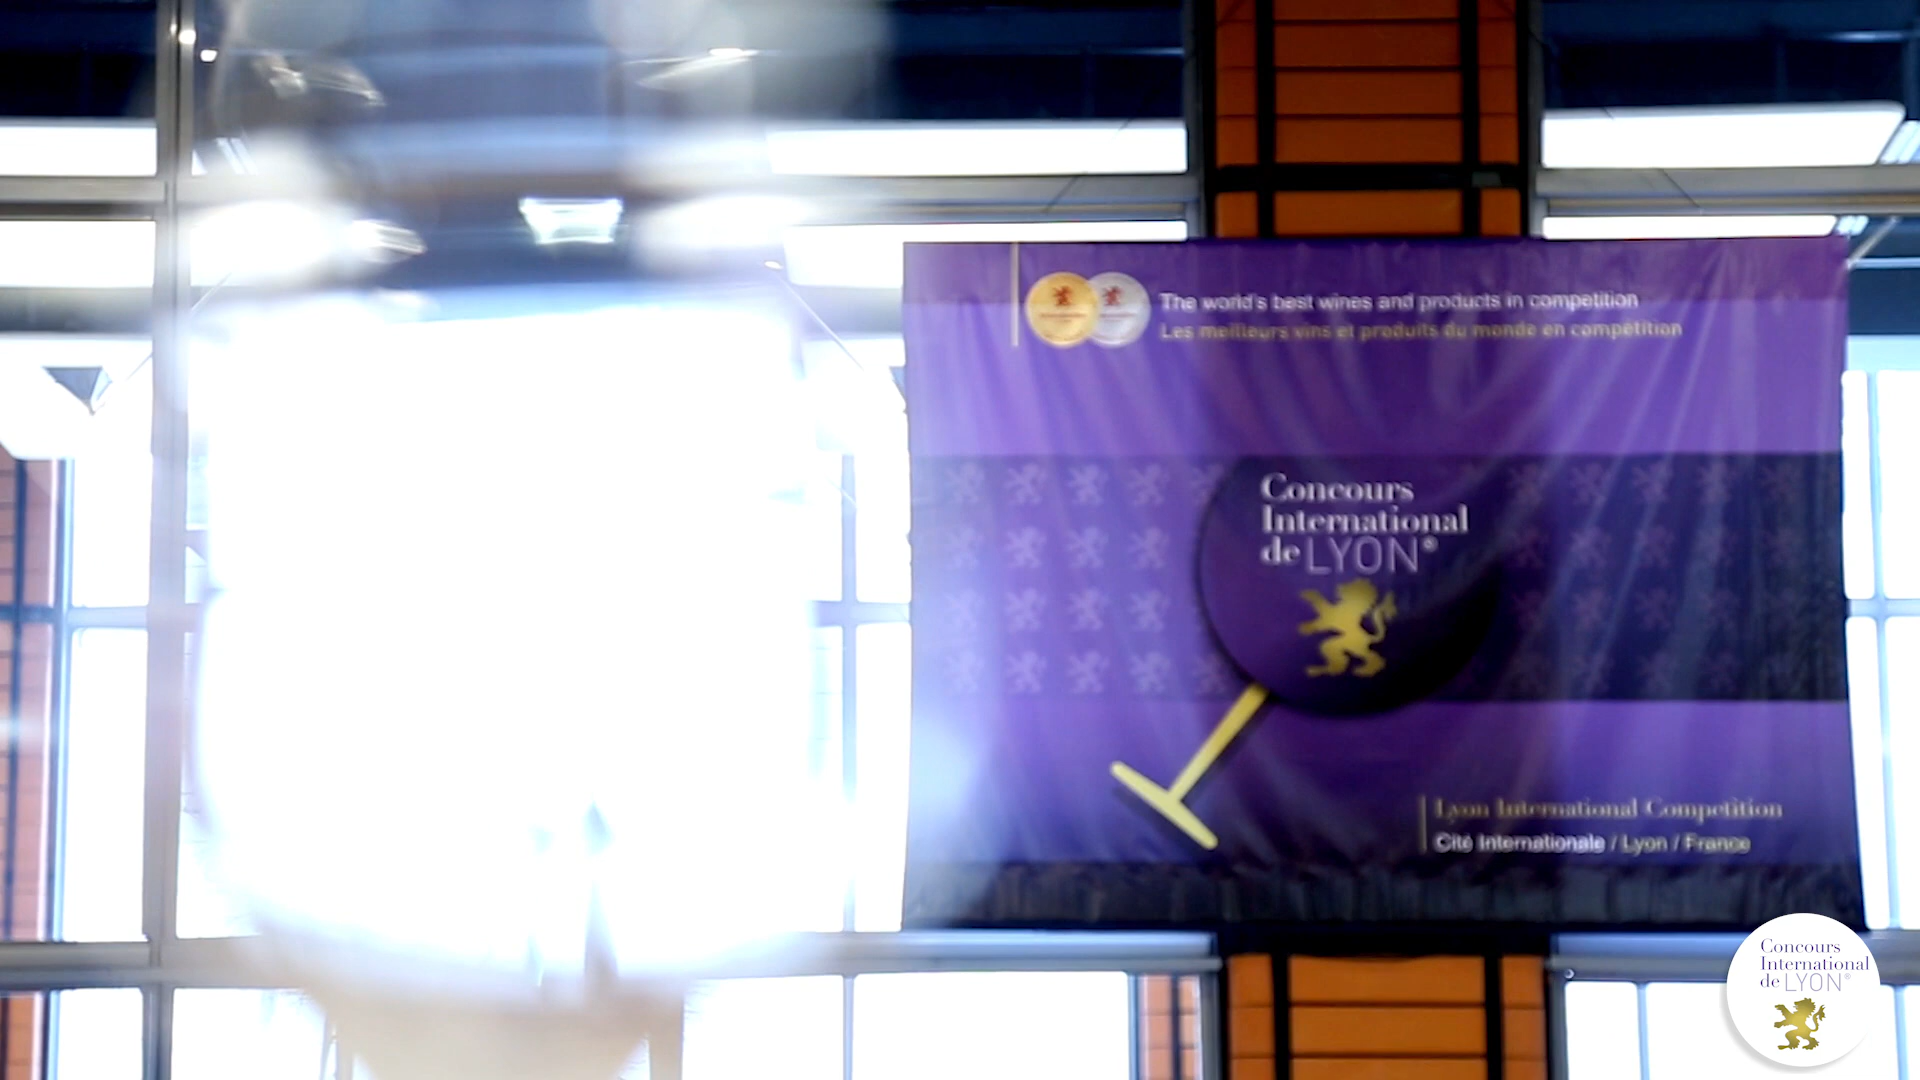 The world's best wines and products in competition
Les meilleurs vins et produits du monde en compétition
Concours
International
de LYON®
Lyon International Competition
Cité Internationale / Lyon / France
Concours
International
de LYON®